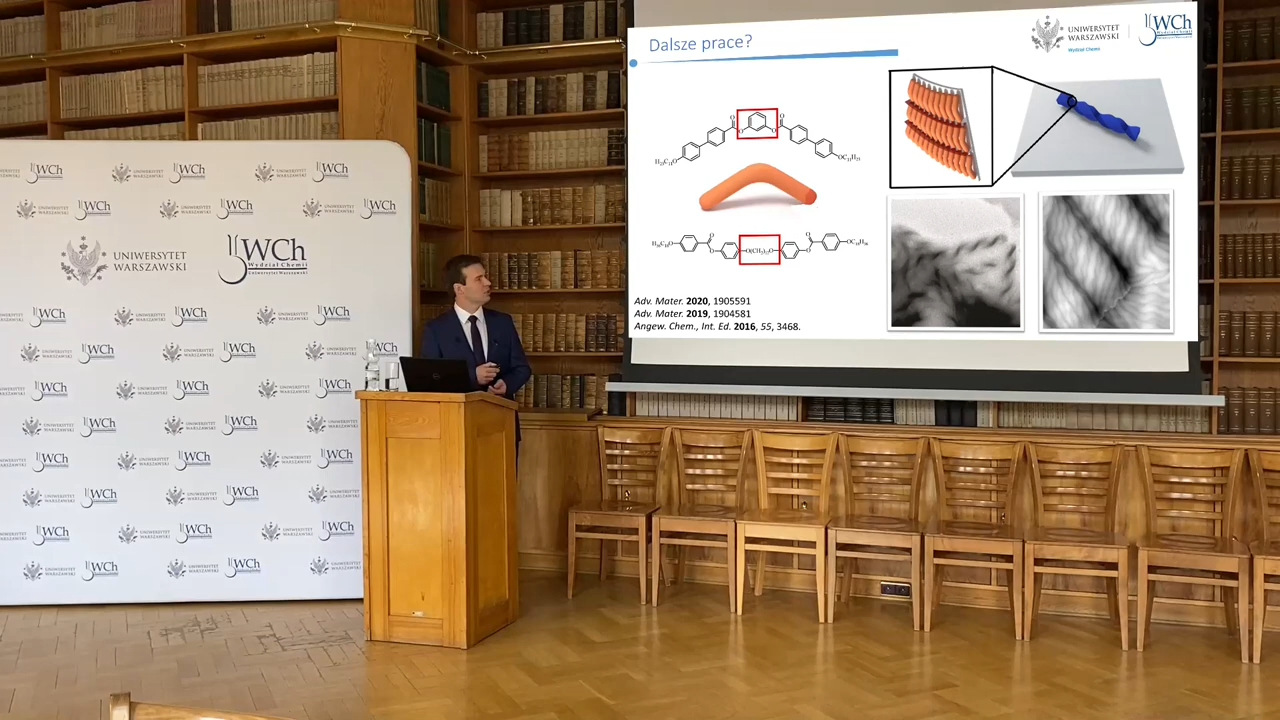 Dalsze prace?
UNIWERSYTET
WARSZAWSKI
Wydział Chemii
WCh
Adv. Mater. 2020, 1905591
Adv. Mater. 2019, 1904581
Angew. Chem., Int. Ed. 2016, 55, 3468.
UNIWERSYTET
WARSZAWSKI
WCh
Wydział Chemii
Uniwersytet Warszawski